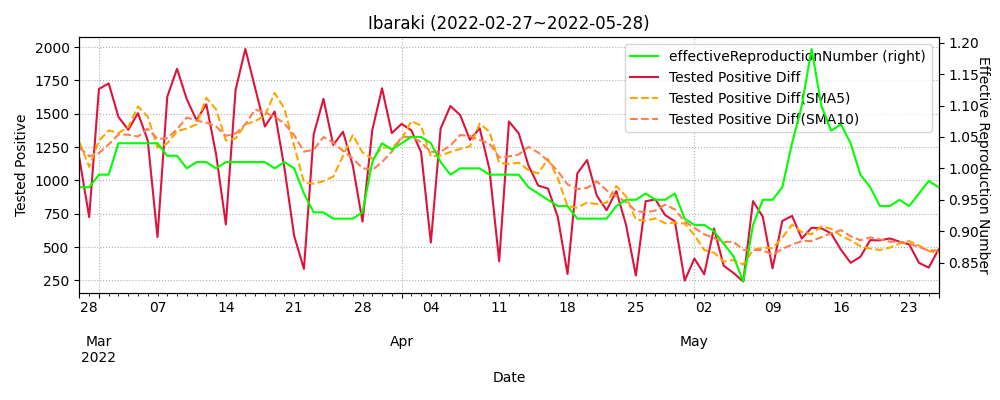 Ibaraki (2022-02-27~2022-05-28)
effectiveReproductionNumber (right)
Tested Positive Diff
Tested Positive Diff(SMA5)
Tested Positive Diff(SMA10)
Tested Positive
2000
1750
1500
1250
1000
750
500
250
1.20
1.15
1.10
1.05
1.00
0.95
0.90
0.85
Effective Reproduction Number
28 07 14 21 28 04 11 18 25 02 09 16 23
Mar Apr May
2022
Date